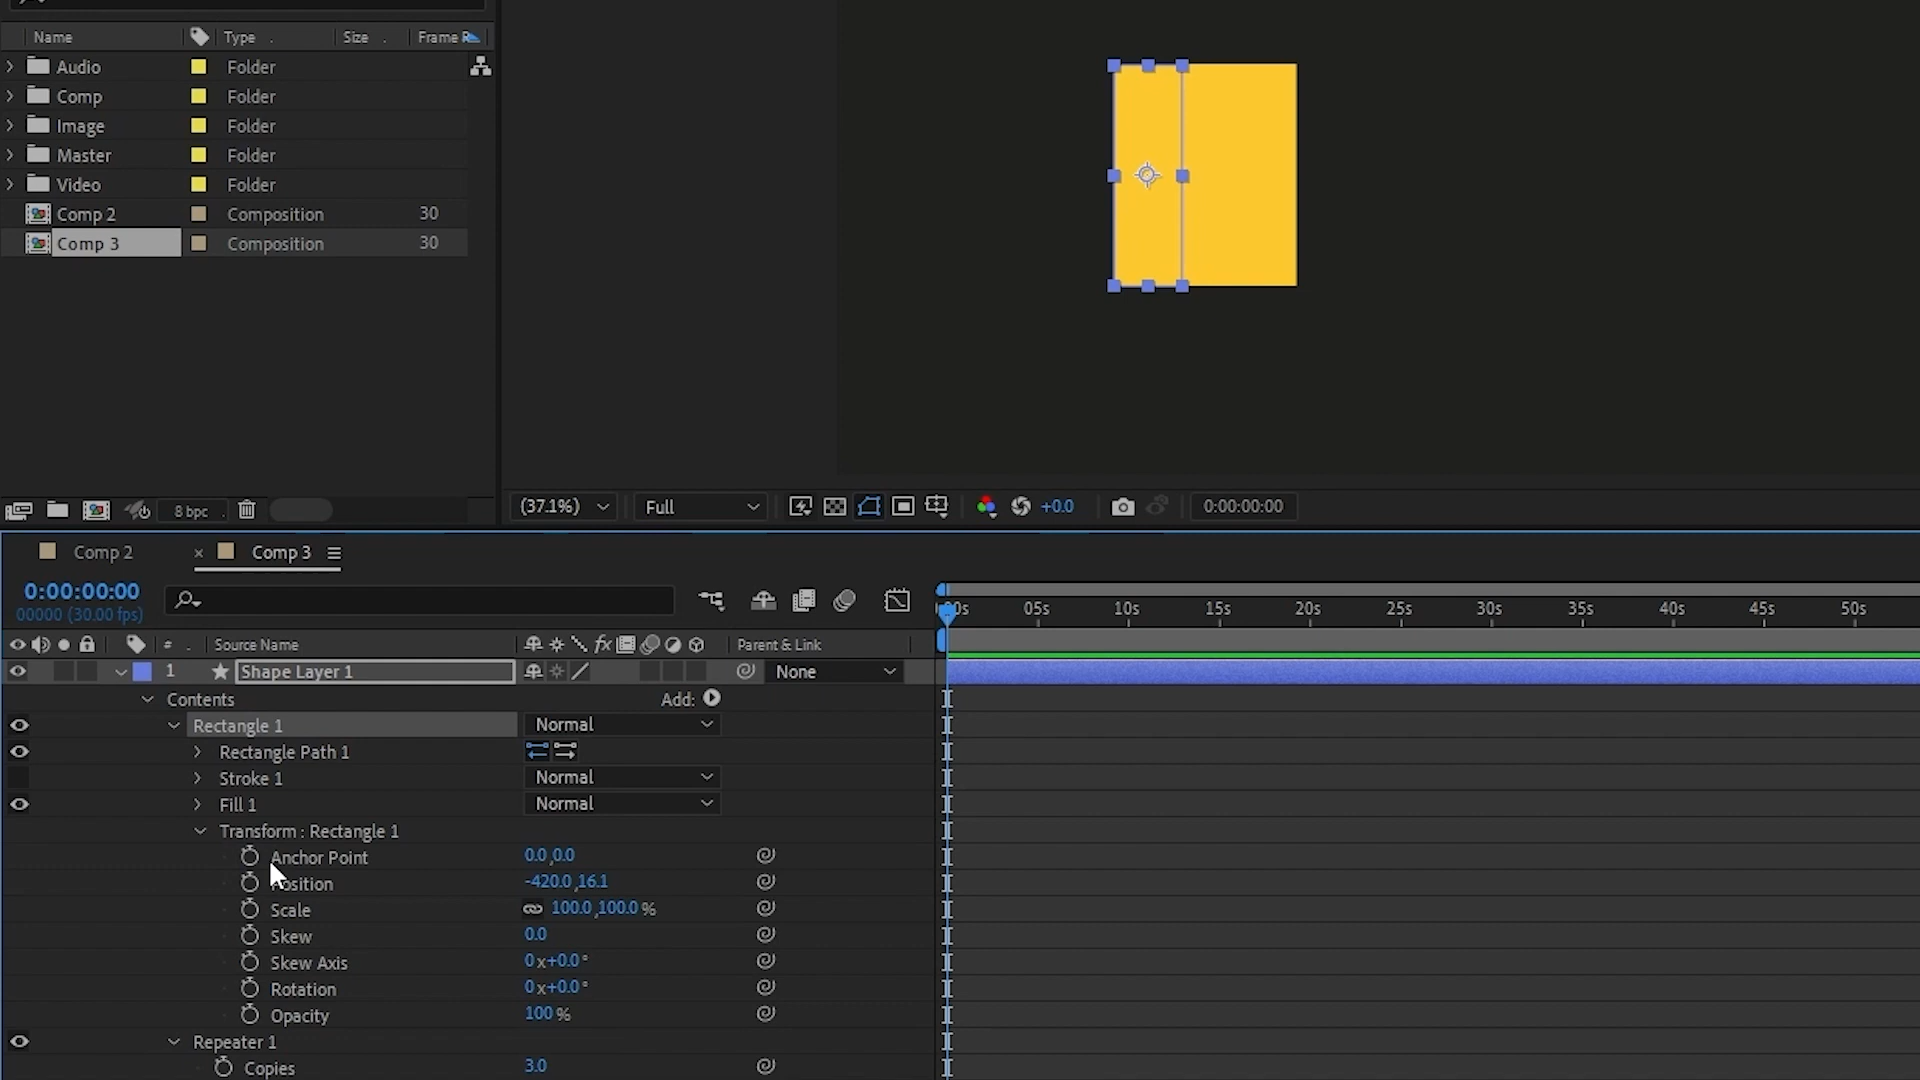 Name Type Size Frame R
Audio Folder
Comp Folder
Image Folder
Master Folder
Video Folder
Comp 2 Composition 30
Comp 3 Composition 30
8 bpc
(37.1%) Full +0.0 0:00:00:00
Comp 2 × Comp 3
0:00:00:00
00000 (30.00 fps)
00s 05s 10s 15s 20s 25s 30s 35s 40s 45s 50s
# Source Name fx Parent & Link
1 Shape Layer 1 None
Contents Add:
Rectangle 1 Normal
Rectangle Path 1
Stroke 1 Normal
Fill 1 Normal
Transform : Rectangle 1
Anchor Point 0.0,0.0
Position -420.0,16.1
Scale 100.0,100.0 %
Skew 0.0
Skew Axis 0 x+0.0 °
Rotation 0 x+0.0 °
Opacity 100 %
Repeater 1
Copies 3.0